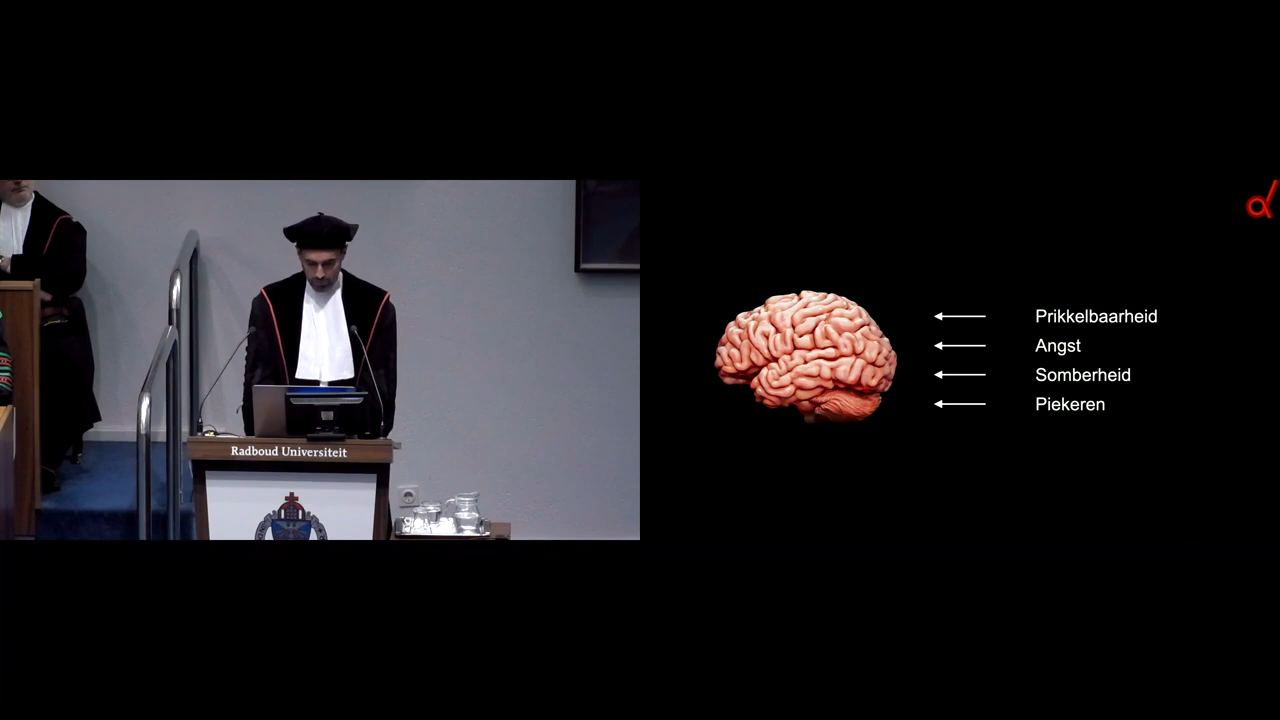 Radboud Universiteit
Prikkelbaarheid
Angst
Somberheid
Piekeren